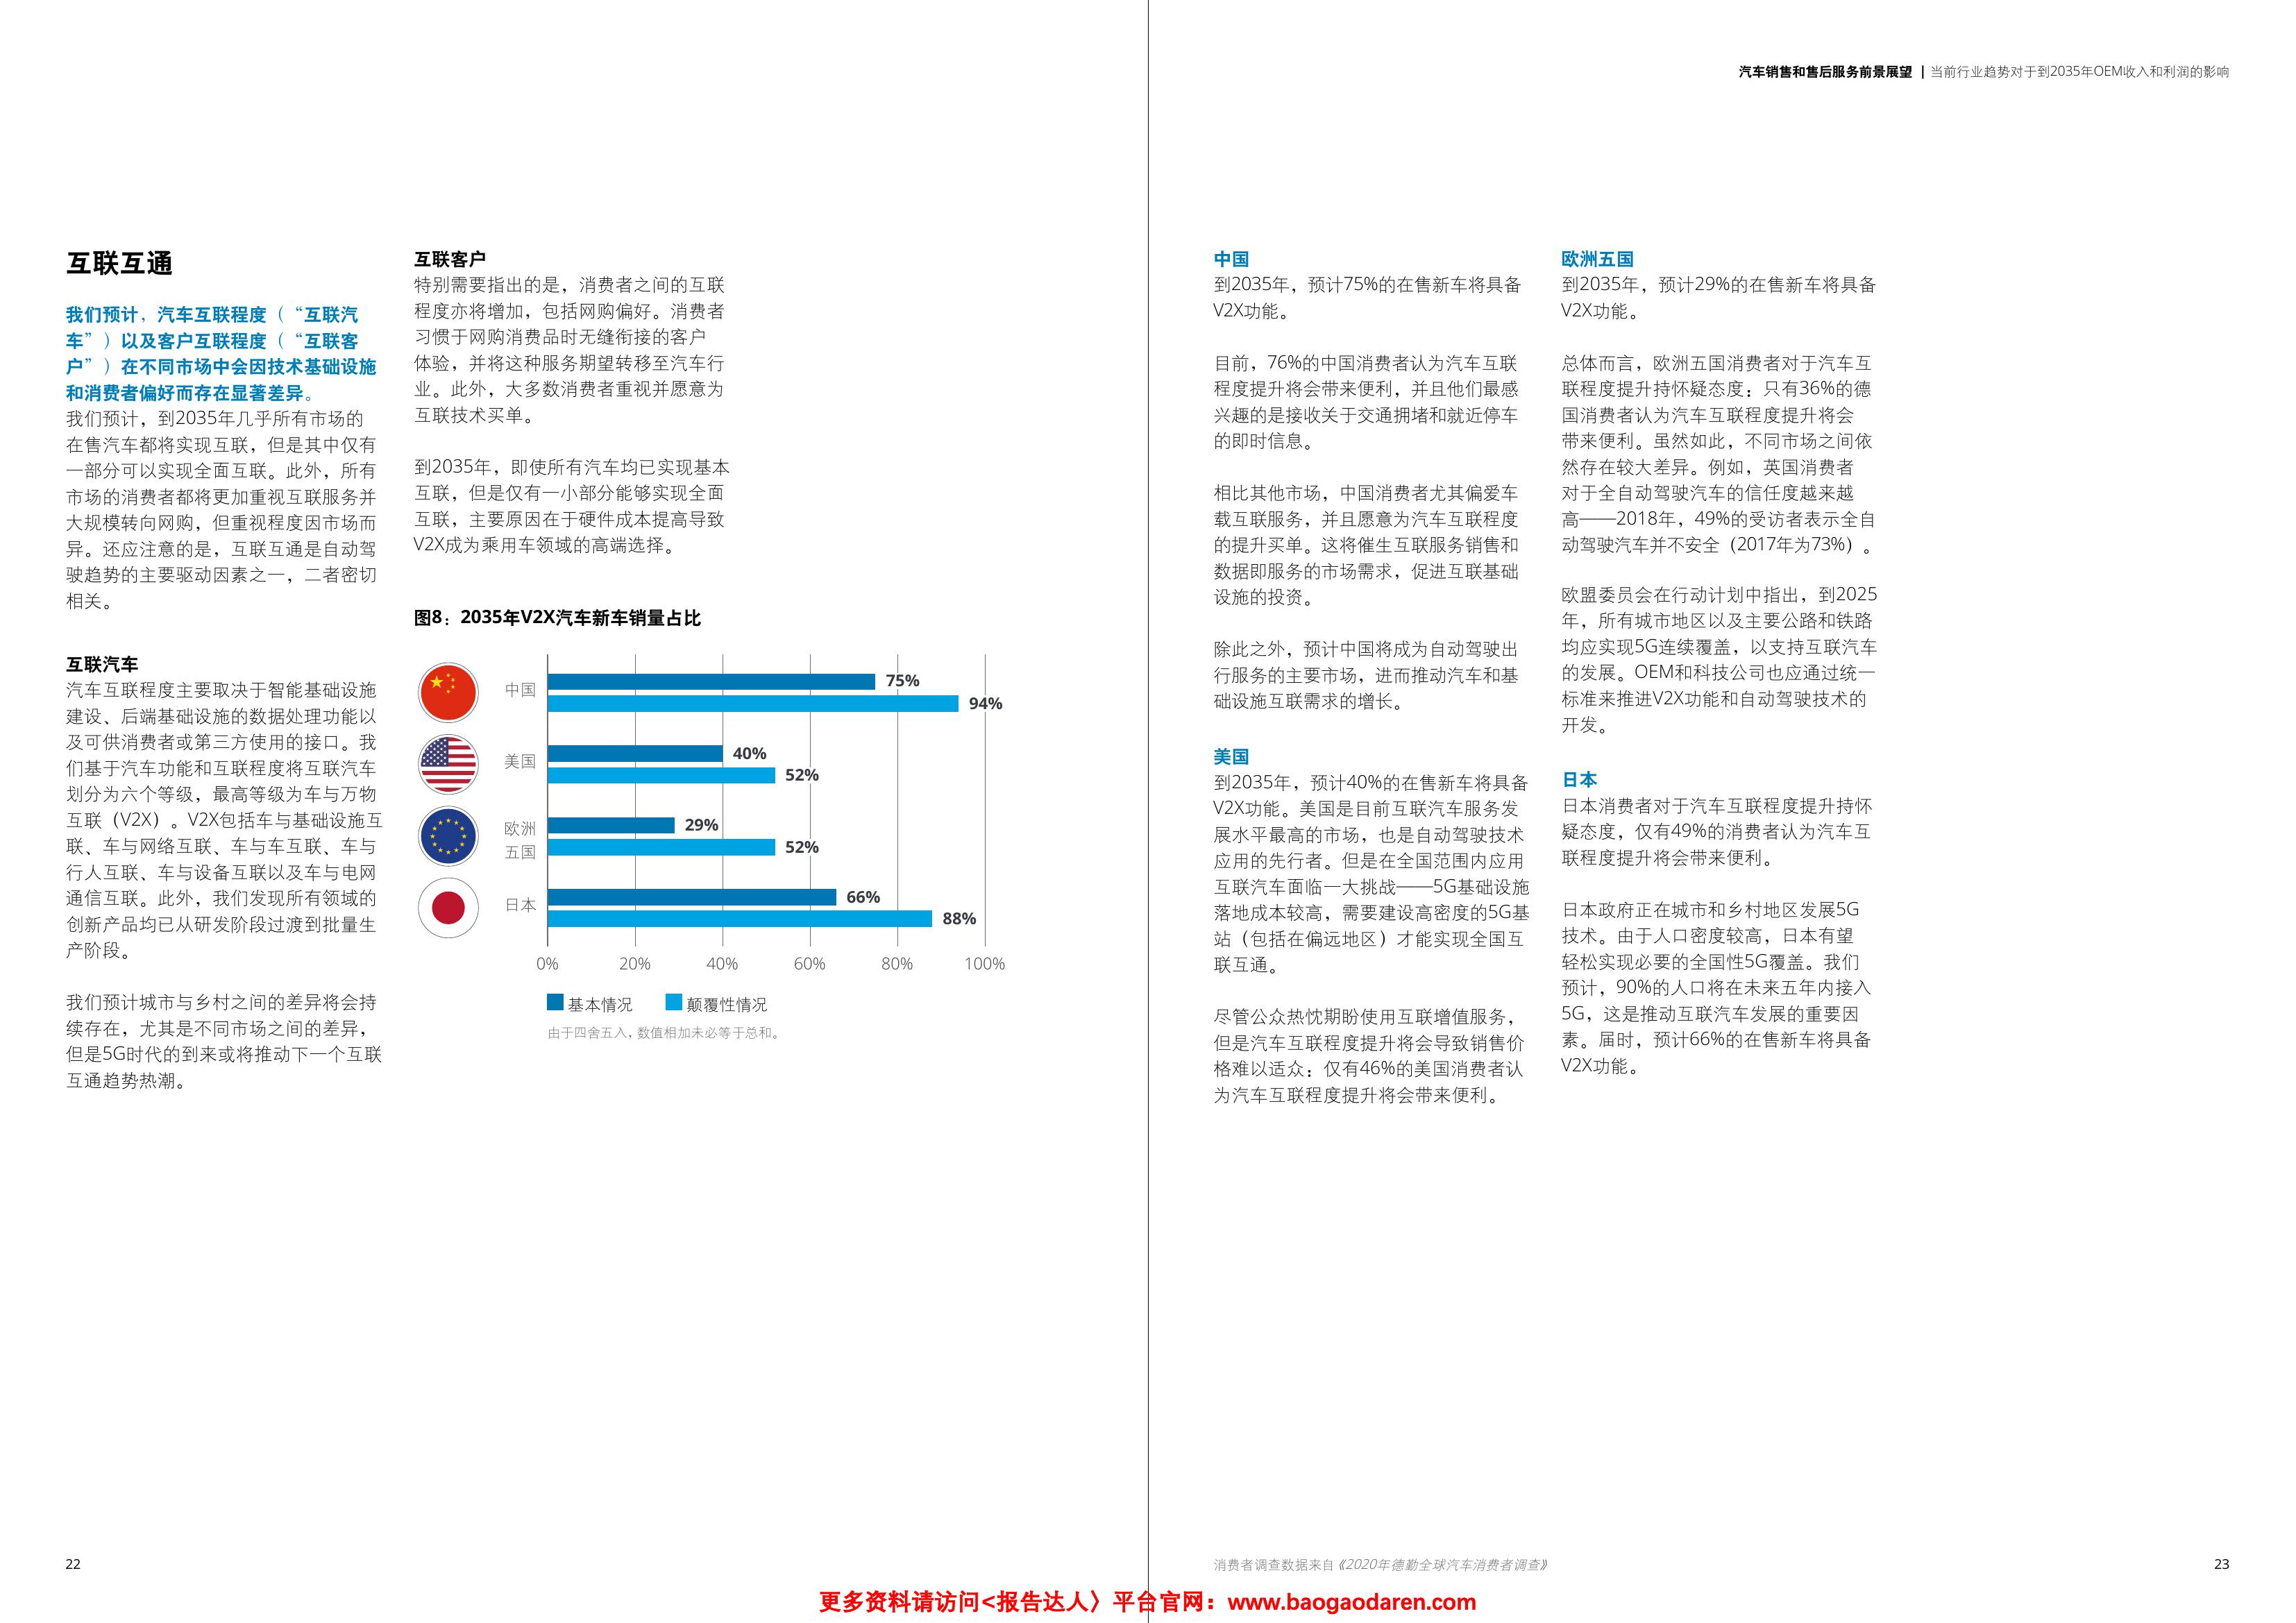 汽车销售和售后服务前景展望 | 当前行业趋势对于到2035年OEM收入和利润的影响
互联互通
我们预计，汽车互联程度（“互联汽
车”）以及客户互联程度（“互联客
户”）在不同市场中会因技术基础设施
和消费者偏好而存在显著差异。
我们预计，到2035年几乎所有市场的
在售汽车都将实现互联，但是其中仅有
一部分可以实现全面互联。此外，所有
市场的消费者都将更加重视互联服务并
大规模转向网购，但重视程度因市场而
异。还应注意的是，互联互通是自动驾
驶趋势的主要驱动因素之一，二者密切
相关。
互联汽车
汽车互联程度主要取决于智能基础设施
建设、后端基础设施的数据处理功能以
及可供消费者或第三方使用的接口。我
们基于汽车功能和互联程度将互联汽车
划分为六个等级，最高等级为车与万物
互联（V2X）。V2X包括车与基础设施互
联、车与网络互联、车与车互联、车与
行人互联、车与设备互联以及车与电网
通信互联。此外，我们发现所有领域的
创新产品均已从研发阶段过渡到批量生
产阶段。
我们预计城市与乡村之间的差异将会持
续存在，尤其是不同市场之间的差异，
但是5G时代的到来或将推动下一个互联
互通趋势热潮。
互联客户
特别需要指出的是，消费者之间的互联
程度亦将增加，包括网购偏好。消费者
习惯于网购消费品时无缝衔接的客户
体验，并将这种服务期望转移至汽车行
业。此外，大多数消费者重视并愿意为
互联技术买单。
到2035年，即使所有汽车均已实现基本
互联，但是仅有一小部分能够实现全面
互联，主要原因在于硬件成本提高导致
V2X成为乘用车领域的高端选择。
图8：2035年V2X汽车新车销量占比
中国
75%
94%
美国
40%
52%
欧洲
五国
29%
52%
日本
66%
88%
0% 20% 40% 60% 80% 100%
基本情况 颠覆性情况
由于四舍五入，数值相加未必等于总和。
中国
到2035年，预计75%的在售新车将具备
V2X功能。
目前，76%的中国消费者认为汽车互联
程度提升将会带来便利，并且他们最感
兴趣的是接收关于交通拥堵和就近停车
的即时信息。
相比其他市场，中国消费者尤其偏爱车
载互联服务，并且愿意为汽车互联程度
的提升买单。这将催生互联服务销售和
数据即服务的市场需求，促进互联基础
设施的投资。
除此之外，预计中国将成为自动驾驶出
行服务的主要市场，进而推动汽车和基
础设施互联需求的增长。
美国
到2035年，预计40%的在售新车将具备
V2X功能。美国是目前互联汽车服务发
展水平最高的市场，也是自动驾驶技术
应用的先行者。但是在全国范围内应用
互联汽车面临一大挑战——5G基础设施
落地成本较高，需要建设高密度的5G基
站（包括在偏远地区）才能实现全国互
联互通。
尽管公众热忱期盼使用互联增值服务，
但是汽车互联程度提升将会导致销售价
格难以适众：仅有46%的美国消费者认
为汽车互联程度提升将会带来便利。
欧洲五国
到2035年，预计29%的在售新车将具备
V2X功能。
总体而言，欧洲五国消费者对于汽车互
联程度提升持怀疑态度：只有36%的德
国消费者认为汽车互联程度提升将会
带来便利。虽然如此，不同市场之间依
然存在较大差异。例如，英国消费者
对于全自动驾驶汽车的信任度越来越
高——2018年，49%的受访者表示全自
动驾驶汽车并不安全（2017年为73%）。
欧盟委员会在行动计划中指出，到2025
年，所有城市地区以及主要公路和铁路
均应实现5G连续覆盖，以支持互联汽车
的发展。OEM和科技公司也应通过统一
标准来推进V2X功能和自动驾驶技术的
开发。
日本
日本消费者对于汽车互联程度提升持怀
疑态度，仅有49%的消费者认为汽车互
联程度提升将会带来便利。
日本政府正在城市和乡村地区发展5G
技术。由于人口密度较高，日本有望
轻松实现必要的全国性5G覆盖。我们
预计，90%的人口将在未来五年内接入
5G，这是推动互联汽车发展的重要因
素。届时，预计66%的在售新车将具备
V2X功能。
22
消费者调查数据来自《2020年德勤全球汽车消费者调查》
23
更多资料请访问<报告达人〉平台官网：www.baogaodaren.com